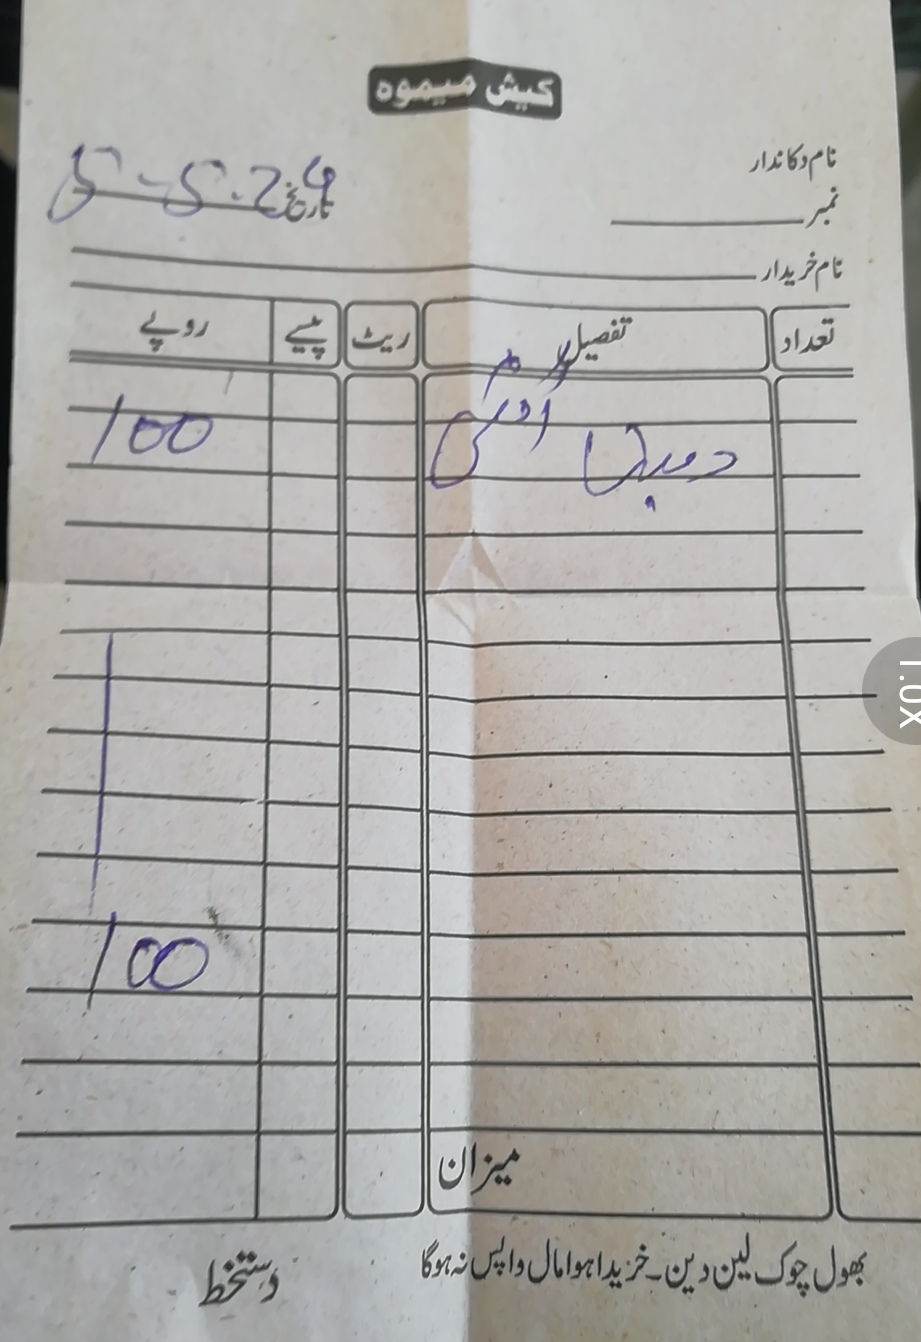 کیش میموہ
نام دکاندار
نمبر تاریخ 5-5-24
نام خریدار
تعداد تفصیل ریٹ پیسے روپے
100
100
میزان
بھول چوک لین دین۔ خریدا ہوا مال واپس نہ ہوگا
دستخط
1.0x